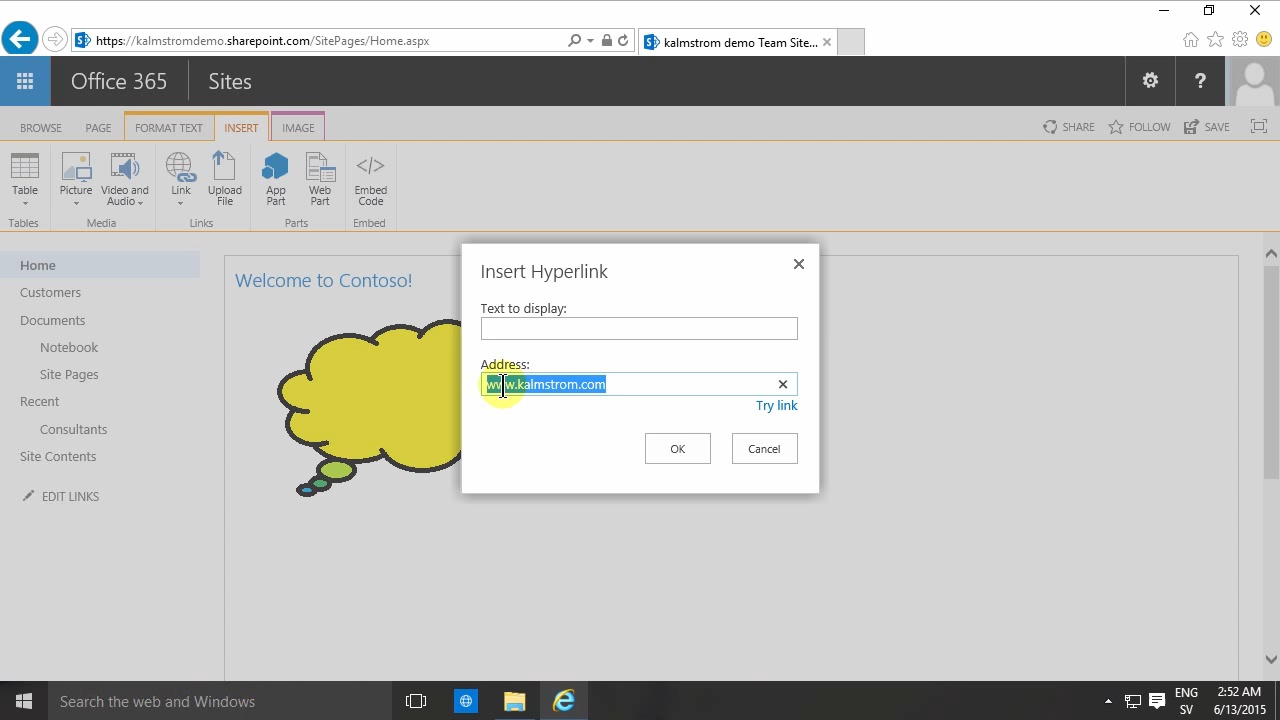 https://kalmstromdemo.sharepoint.com/SitePages/Home.aspx
kalmstrom demo Team Site...
Office 365
Sites
BROWSE PAGE FORMAT TEXT INSERT IMAGE
SHARE FOLLOW SAVE
Table Picture Video and Audio Link Upload File App Part Web Part Embed Code
Tables Media Links Parts Embed
Home
Customers
Documents
Notebook
Site Pages
Recent
Consultants
Site Contents
EDIT LINKS
Welcome to Contoso!
Insert Hyperlink
Text to display:
Address:
www.kalmstrom.com
Try link
OK Cancel
Search the web and Windows
ENG
SV
2:52 AM
6/13/2015